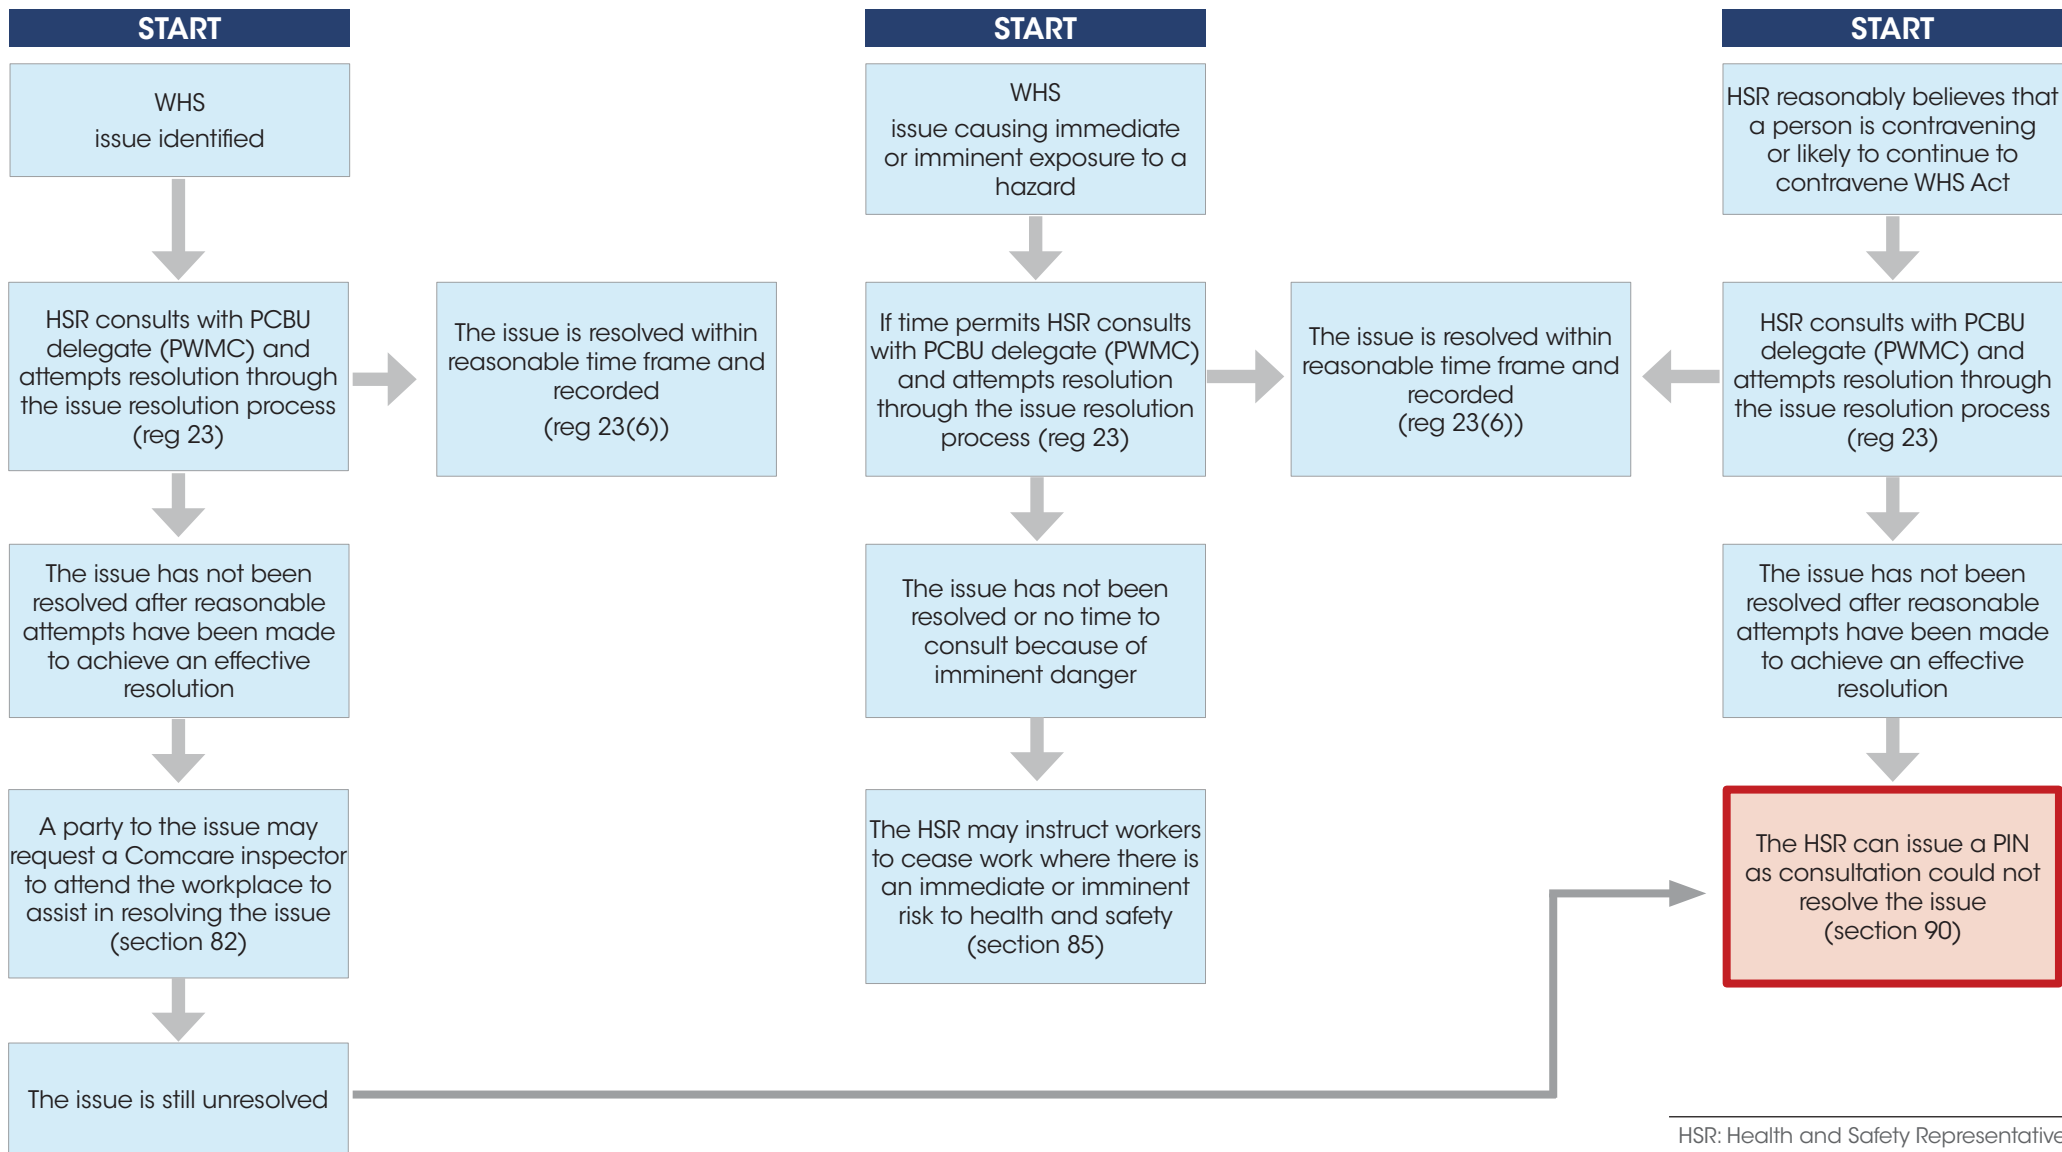 START
WHS
issue identified
HSR consults with PCBU
delegate (PWMC) and
attempts resolution through
the issue resolution process
(reg 23)
The issue is resolved within
reasonable time frame and
recorded
(reg 23(6))
The issue has not been
resolved after reasonable
attempts have been made
to achieve an effective
resolution
A party to the issue may
request a Comcare inspector
to attend the workplace to
assist in resolving the issue
(section 82)
The issue is still unresolved
START
WHS
issue causing immediate
or imminent exposure to a
hazard
If time permits HSR consults
with PCBU delegate (PWMC)
and attempts resolution
through the issue resolution
process (reg 23)
The issue is resolved within
reasonable time frame and
recorded
(reg 23(6))
The issue has not been
resolved or no time to
consult because of
imminent danger
The HSR may instruct workers
to cease work where there is
an immediate or imminent
risk to health and safety
(section 85)
START
HSR reasonably believes that
a person is contravening
or likely to continue to
contravene WHS Act
HSR consults with PCBU
delegate (PWMC) and
attempts resolution through
the issue resolution process
(reg 23)
The issue has not been
resolved after reasonable
attempts have been made
to achieve an effective
resolution
The HSR can issue a PIN
as consultation could not
resolve the issue
(section 90)
HSR: Health and Safety Representative